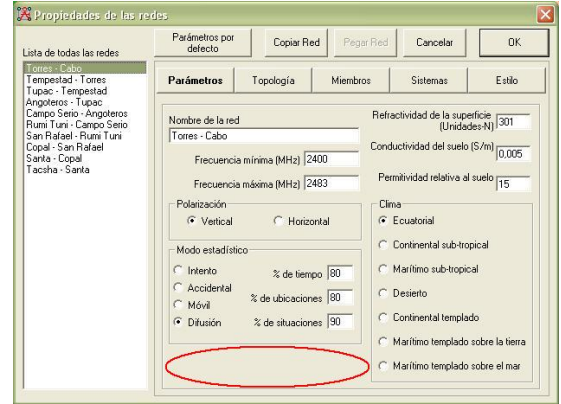 Propiedades de las redes
Lista de todas las redes
Torres - Cabo
Tempestad - Torres
Tupac - Tempestad
Angoteros - Tupac
Campo Serio - Angoteros
Rumi Tuni - Campo Serio
San Rafael - Rumi Tuni
Copal - San Rafael
Santa - Copal
Tacsha - Santa
Parámetros por defecto
Copiar Red
Pegar Red
Cancelar
OK
Parámetros
Topología
Miembros
Sistemas
Estilo
Nombre de la red
Torres - Cabo
Frecuencia mínima (MHz) 2400
Frecuencia máxima (MHz) 2483
Polarización
Vertical
Horizontal
Modo estadístico
Intento
Accidental
Móvil
Difusión
% de tiempo 80
% de ubicaciones 80
% de situaciones 90
Refractividad de la superficie
(Unidades-N) 301
Conductividad del suelo (S/m) 0,005
Permitividad relativa al suelo 15
Clima
Ecuatorial
Continental sub-tropical
Marítimo sub-tropical
Desierto
Continental templado
Marítimo templado sobre la tierra
Marítimo templado sobre el mar